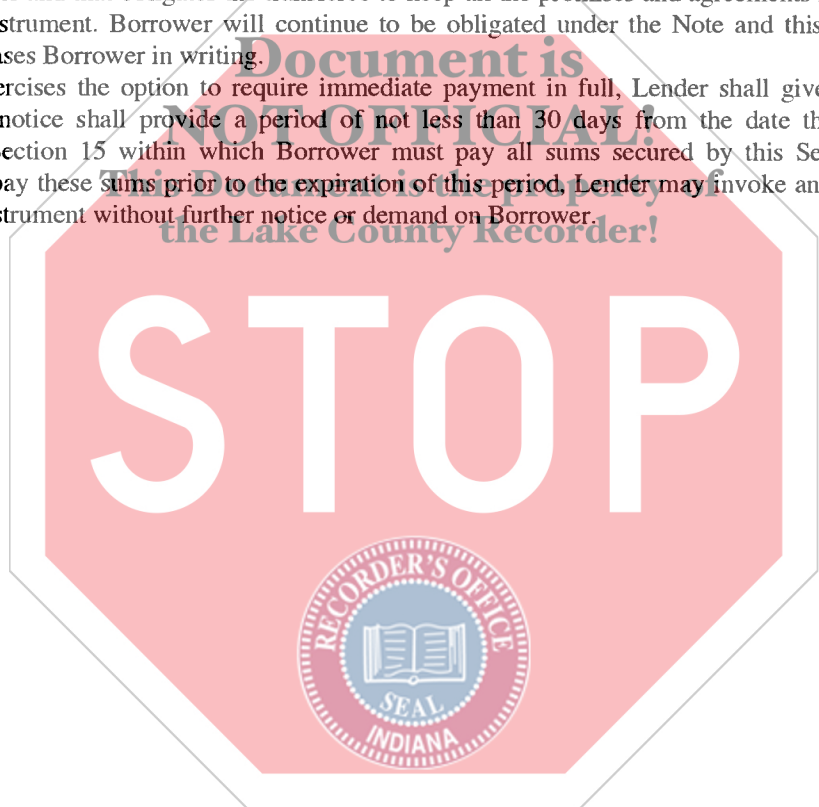 strument. Borrower will continue to be obligated under the Note and this
ses Borrower in writing.
Document is
ercises the option to require immediate payment in full, Lender shall give
notice shall provide a period of not less than 30 days from the date th
NOT OFFICIAL!
ection 15 within which Borrower must pay all sums secured by this Se
ay these sums prior to the expiration of this period, Lender may invoke an
This Document is the property of
strument without further notice or demand on Borrower.
the Lake County Recorder!
STOP
RECORDER'S OFFICE
SEAL
INDIANA